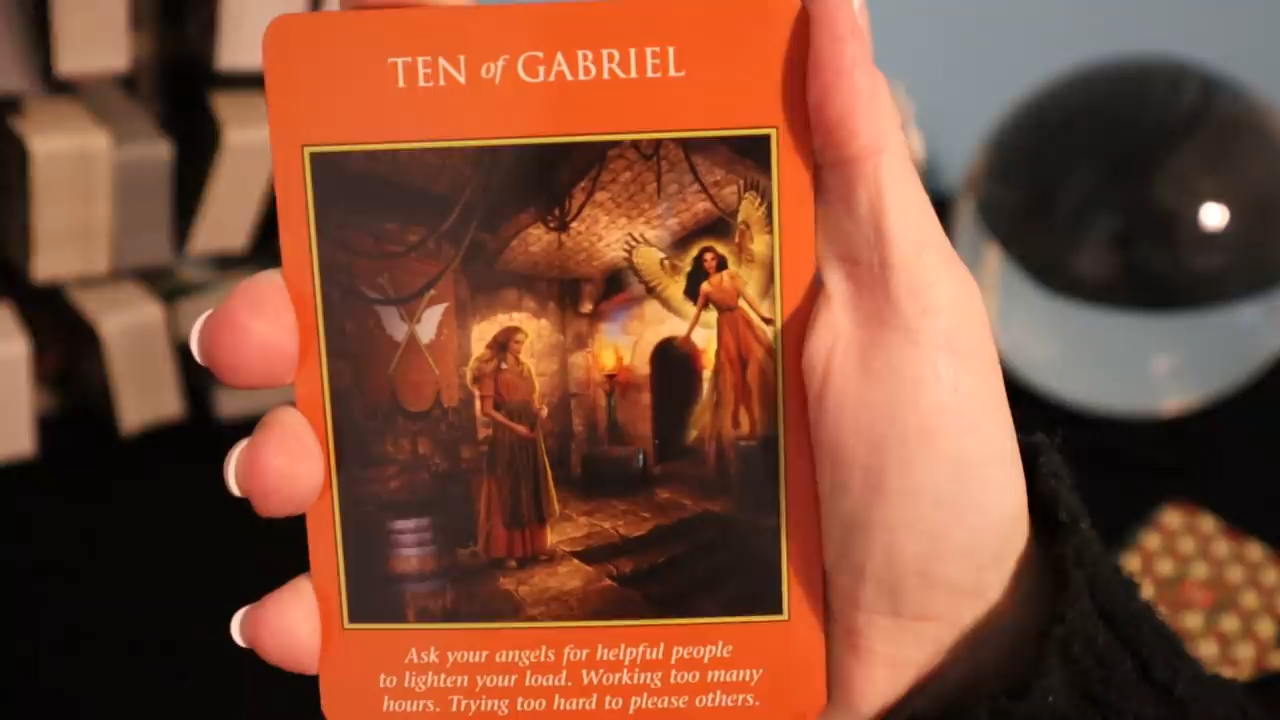 TEN of GABRIEL
Ask your angels for helpful people
to lighten your load. Working too many
hours. Trying too hard to please others.